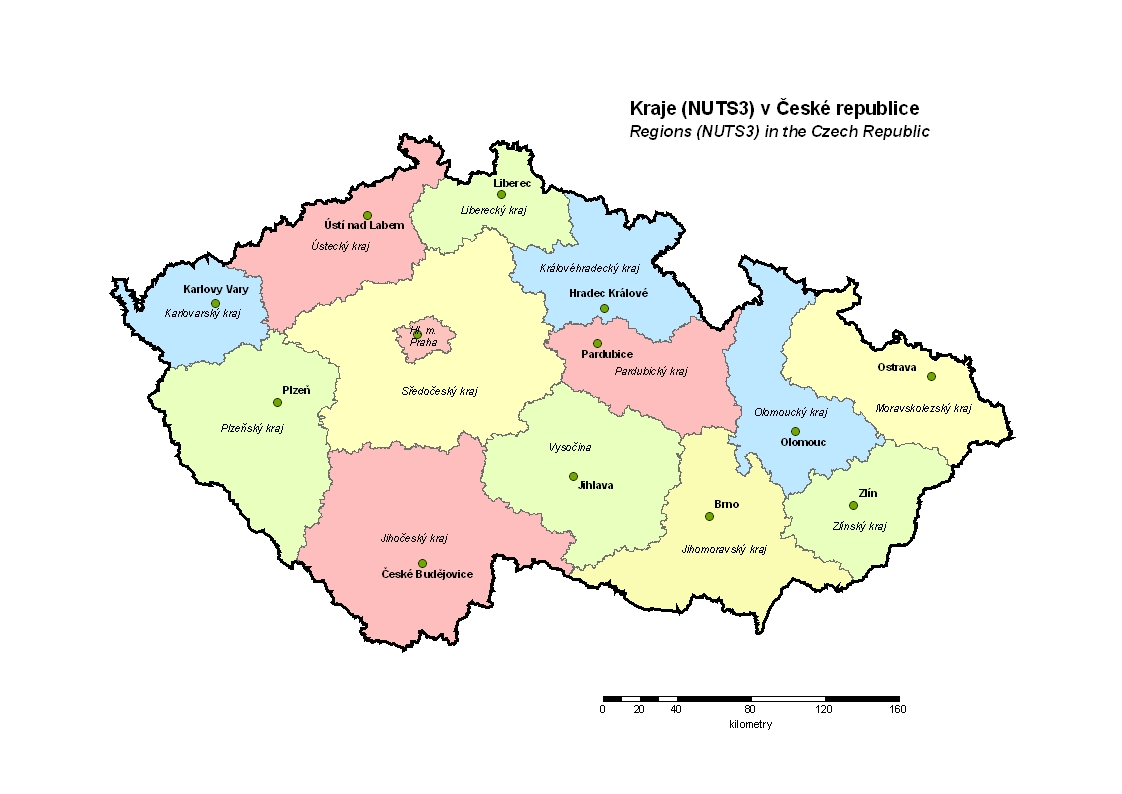 Kraje (NUTS3) v České republice
Regions (NUTS3) in the Czech Republic
Liberec
Liberecký kraj
Ústí nad Labem
Ústecký kraj
Královéhradecký kraj
Hradec Králové
Karlovy Vary
Karlovarský kraj
Hl. m.
Praha
Pardubice
Pardubický kraj
Ostrava
Moravskolezský kraj
Plzeň
Plzeňský kraj
Středočeský kraj
Olomoucký kraj
Olomouc
Vysočina
Jihlava
Zlín
Zlínský kraj
Brno
Jihomoravský kraj
Jihočeský kraj
České Budějovice
0 20 40 80 120 160
kilometry